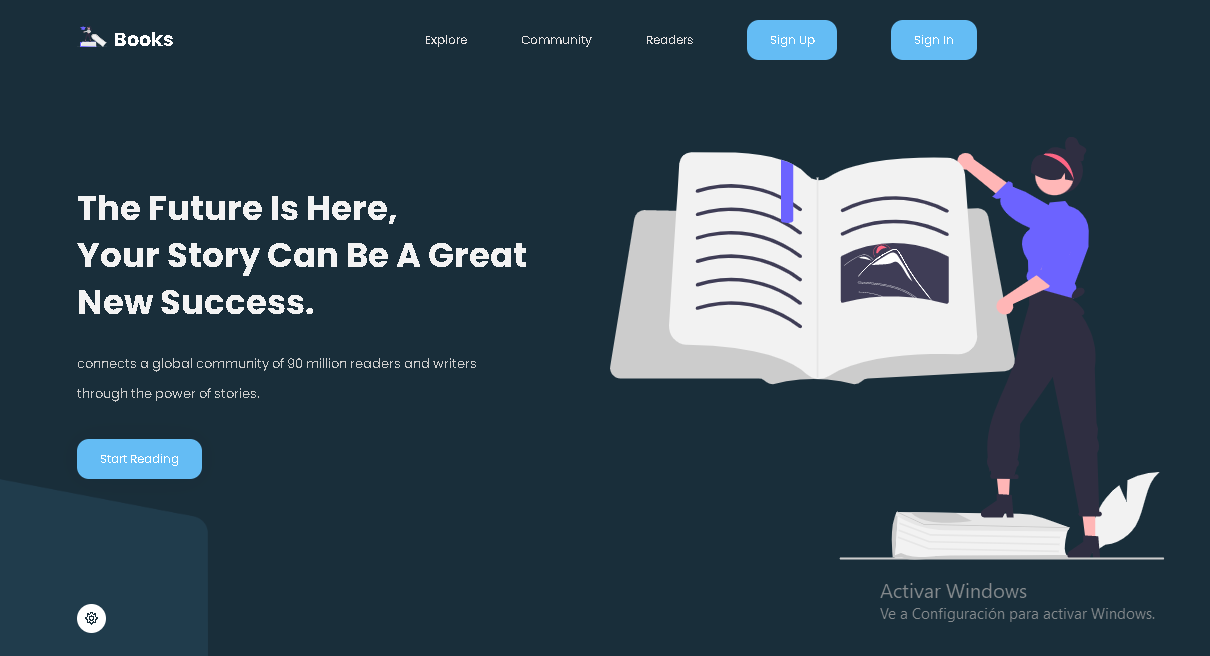 Books
Explore
Community
Readers
Sign Up
Sign In
The Future Is Here,
Your Story Can Be A Great
New Success.
connects a global community of 90 million readers and writers
through the power of stories.
Start Reading
Activar Windows
Ve a Configuración para activar Windows.